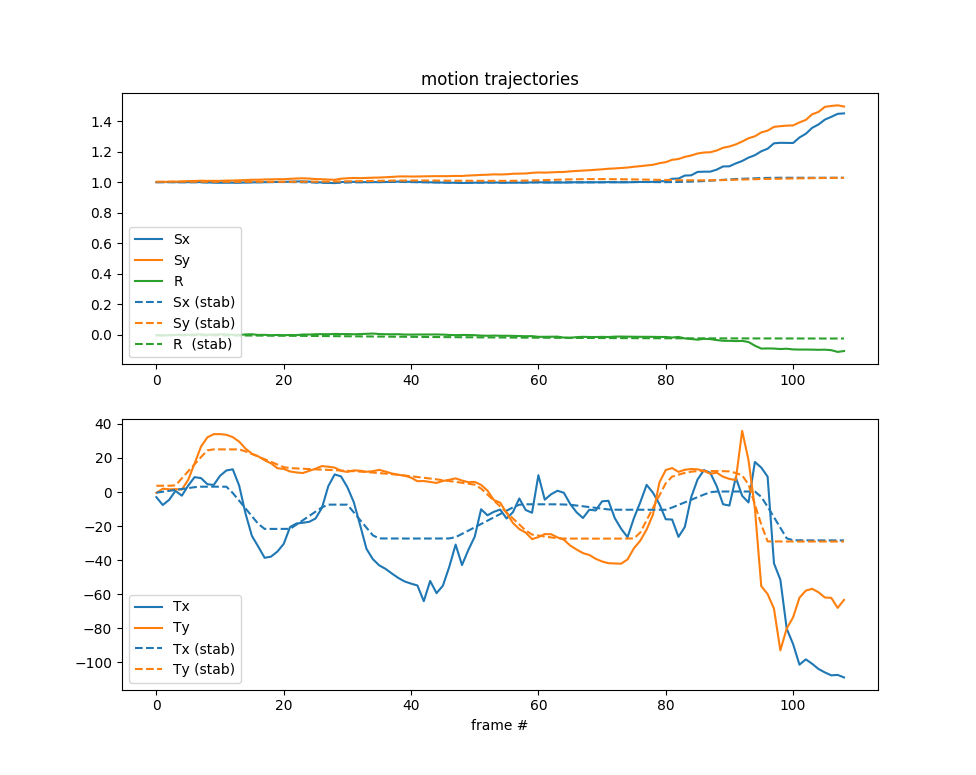 motion trajectories
1.4
1.2
1.0
0.8
0.6
0.4
0.2
0.0
Sx
Sy
R
Sx (stab)
Sy (stab)
R  (stab)
0 20 40 60 80 100
40
20
0
−20
−40
−60
−80
−100
Tx
Ty
Tx (stab)
Ty (stab)
0 20 40 60 80 100
frame #